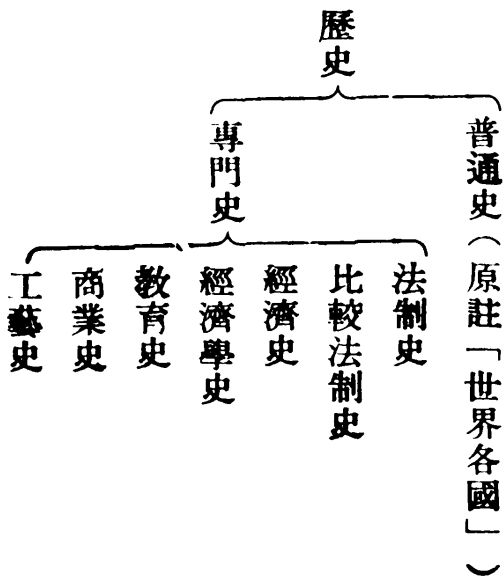 歷史
普通史（原註「世界各國」）
專門史
法制史
比較法制史
經濟史
經濟學史
教育史
商業史
工藝史